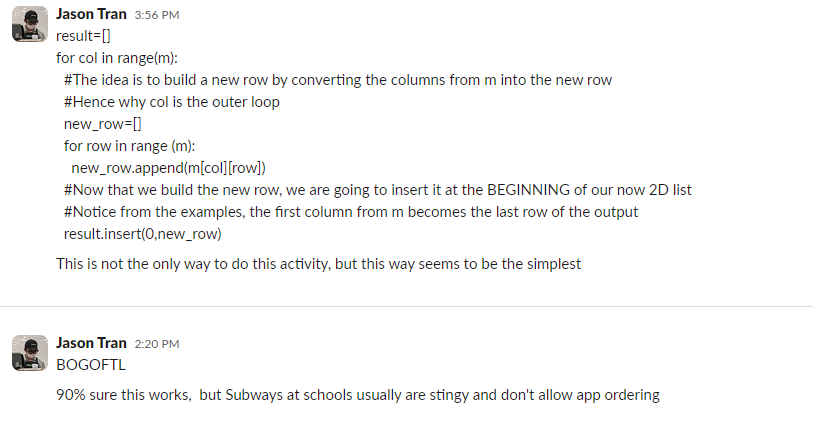 Jason Tran 3:56 PM
result=[]
for col in range(m):
#The idea is to build a new row by converting the columns from m into the new row
#Hence why col is the outer loop
new_row=[]
for row in range (m):
new_row.append(m[col][row])
#Now that we build the new row, we are going to insert it at the BEGINNING of our now 2D list
#Notice from the examples, the first column from m becomes the last row of the output
result.insert(0,new_row)
This is not the only way to do this activity, but this way seems to be the simplest
Jason Tran 2:20 PM
BOGOFTL
90% sure this works,  but Subways at schools usually are stingy and don't allow app ordering